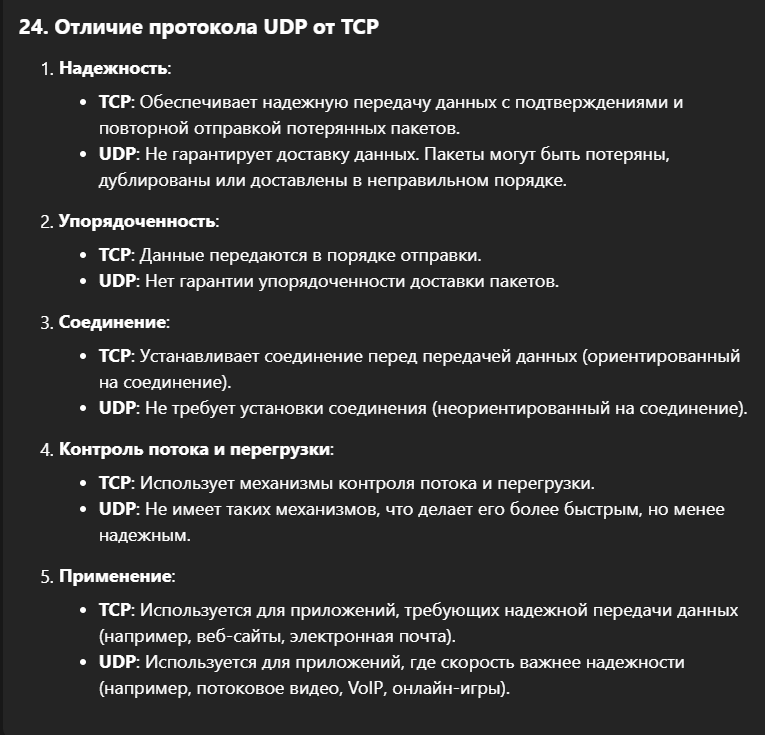 24. Отличие протокола UDP от TCP
1. Надежность:
• TCP: Обеспечивает надежную передачу данных с подтверждениями и
повторной отправкой потерянных пакетов.
• UDP: Не гарантирует доставку данных. Пакеты могут быть потеряны,
дублированы или доставлены в неправильном порядке.
2. Упорядоченность:
• TCP: Данные передаются в порядке отправки.
• UDP: Нет гарантии упорядоченности доставки пакетов.
3. Соединение:
• TCP: Устанавливает соединение перед передачей данных (ориентированный
на соединение).
• UDP: Не требует установки соединения (неориентированный на соединение).
4. Контроль потока и перегрузки:
• TCP: Использует механизмы контроля потока и перегрузки.
• UDP: Не имеет таких механизмов, что делает его более быстрым, но менее
надежным.
5. Применение:
• TCP: Используется для приложений, требующих надежной передачи данных
(например, веб-сайты, электронная почта).
• UDP: Используется для приложений, где скорость важнее надежности
(например, потоковое видео, VoIP, онлайн-игры).